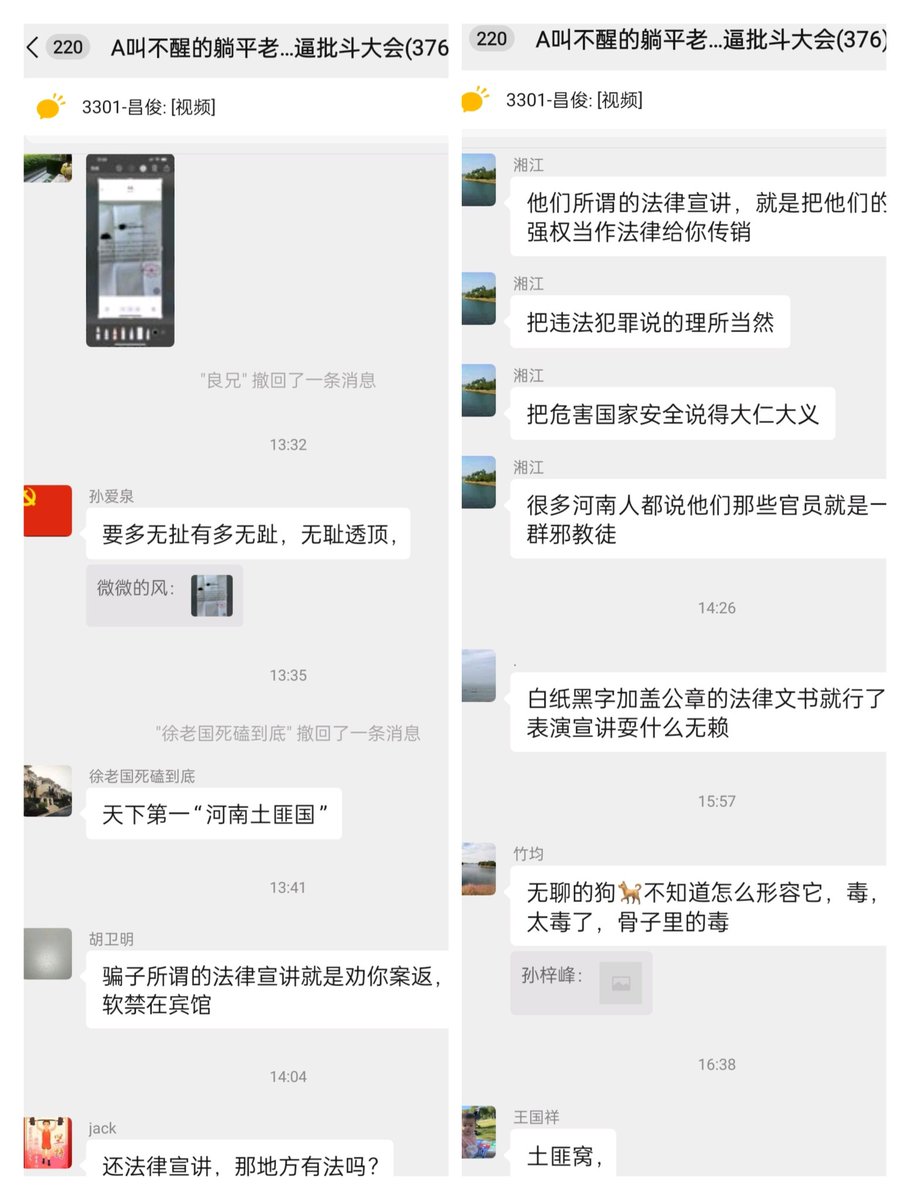 220
A叫不醒的躺平老...逼批斗大会(376
3301-昌俊: [视频]
"良兄" 撤回了一条消息
13:32
孙爱泉
要多无扯有多无趾，无耻透顶，
微微的风：
13:35
"徐老国死磕到底" 撤回了一条消息
徐老国死磕到底
天下第一“河南土匪国”
13:41
胡卫明
骗子所谓的法律宣讲就是劝你案返，
软禁在宾馆
14:04
jack
还法律宣讲，那地方有法吗？
220
A叫不醒的躺平老...逼批斗大会(376)
3301-昌俊: [视频]
湘江
他们所谓的法律宣讲，就是把他们的
强权当作法律给你传销
湘江
把违法犯罪说的理所当然
湘江
把危害国家安全说得大仁大义
湘江
很多河南人都说他们那些官员就是一
群邪教徒
14:26
.
白纸黑字加盖公章的法律文书就行了
表演宣讲耍什么无赖
15:57
竹均
无聊的狗🐕不知道怎么形容它，毒，
太毒了，骨子里的毒
孙梓峰：
16:38
王国祥
土匪窝，